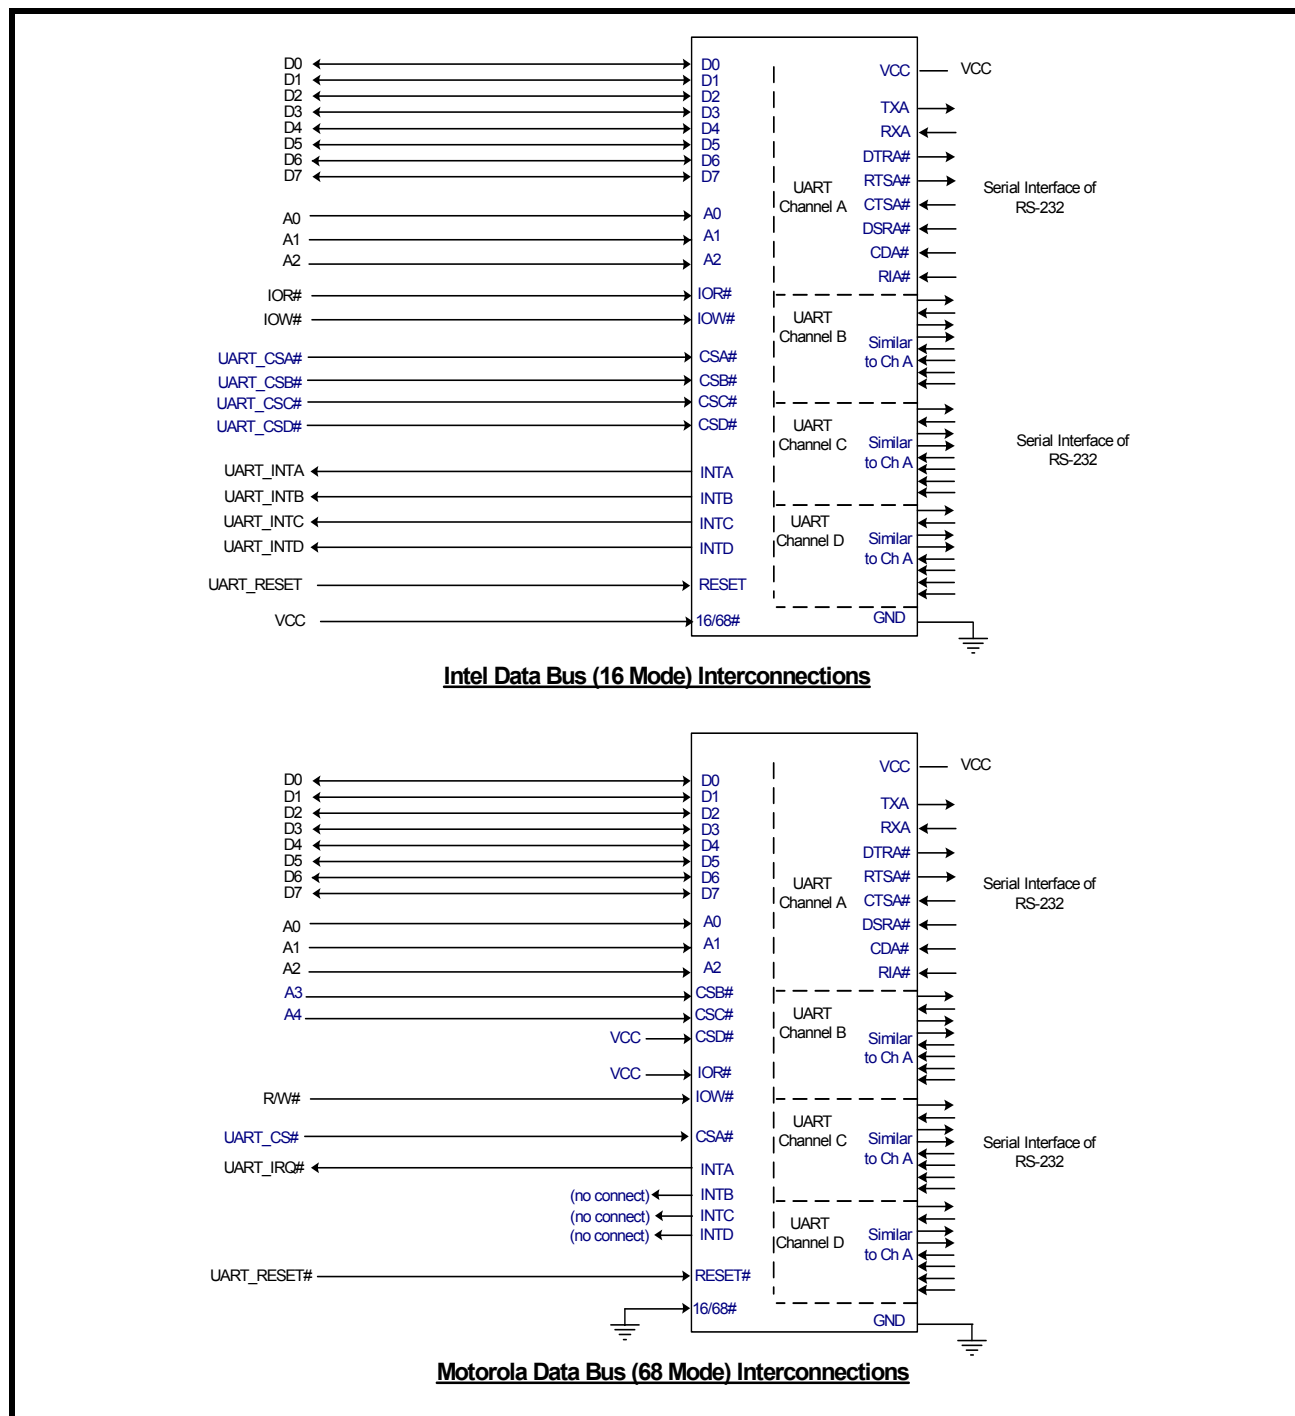 D0 D0
D1 D1
D2 D2
D3 D3
D4 D4
D5 D5
D6 D6
D7 D7
A0 A0
A1 A1
A2 A2
IOR# IOR#
IOW# IOW#
UART_CSA# CSA#
UART_CSB# CSB#
UART_CSC# CSC#
UART_CSD# CSD#
UART_INTA INTA
UART_INTB INTB
UART_INTC INTC
UART_INTD INTD
UART_RESET RESET
VCC 16/68#
UART
Channel A
VCC VCC
TXA
RXA
DTRA#
RTSA#
CTSA#
DSRA#
CDA#
RIA#
Serial Interface of
RS-232
UART
Channel B
Similar
to Ch A
UART
Channel C
Similar
to Ch A
Serial Interface of
RS-232
UART
Channel D
Similar
to Ch A
GND
Intel Data Bus (16 Mode) Interconnections
D0 D0
D1 D1
D2 D2
D3 D3
D4 D4
D5 D5
D6 D6
D7 D7
A0 A0
A1 A1
A2 A2
A3 CSB#
A4 CSC#
VCC CSD#
VCC IOR#
R/W# IOW#
UART_CS# CSA#
UART_IRQ# INTA
(no connect) INTB
(no connect) INTC
(no connect) INTD
UART_RESET# RESET#
16/68#
UART
Channel A
VCC VCC
TXA
RXA
DTRA#
RTSA#
CTSA#
DSRA#
CDA#
RIA#
Serial Interface of
RS-232
UART
Channel B
Similar
to Ch A
UART
Channel C
Similar
to Ch A
Serial Interface of
RS-232
UART
Channel D
Similar
to Ch A
GND
Motorola Data Bus (68 Mode) Interconnections